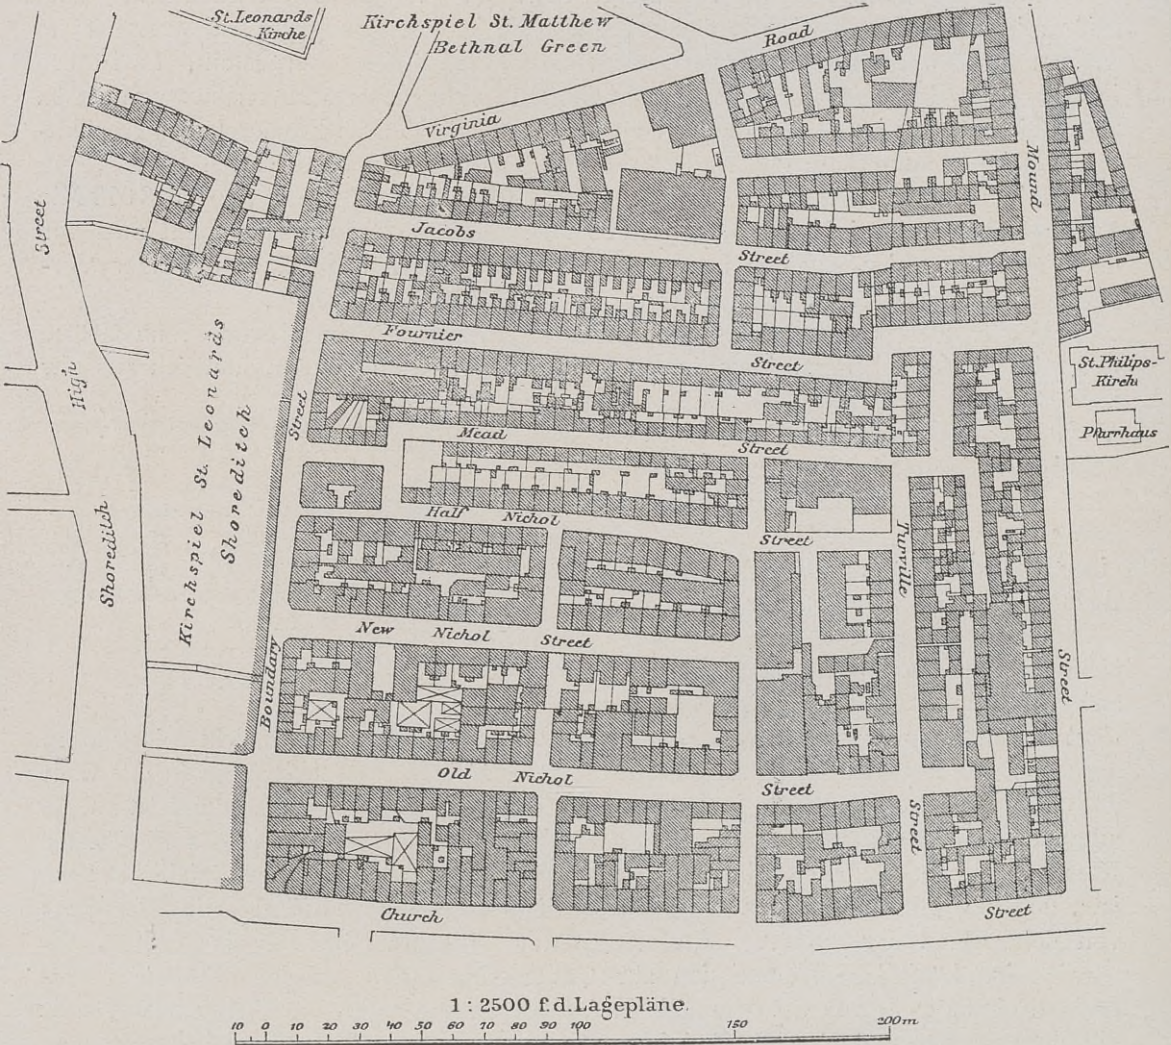 St. Leonards
Kirche
Kirchspiel St. Matthew
Bethnal Green
Road
Virginia
Mound
Street
Jacobs
Street
High
Fournier
Street
St. Philips-
Kirch
Pfarrhaus
Kirchspiel St. Leonards
Shoreditch
Street
Mead
Street
Half Nichol
Street
Turville
Shoreditch
New Nichol Street
Boundary
Street
Old Nichol
Street
Street
Church
Street
1 : 2500 f. d. Lagepläne.
10 0 10 20 30 40 50 60 70 80 90 100 150 200 m